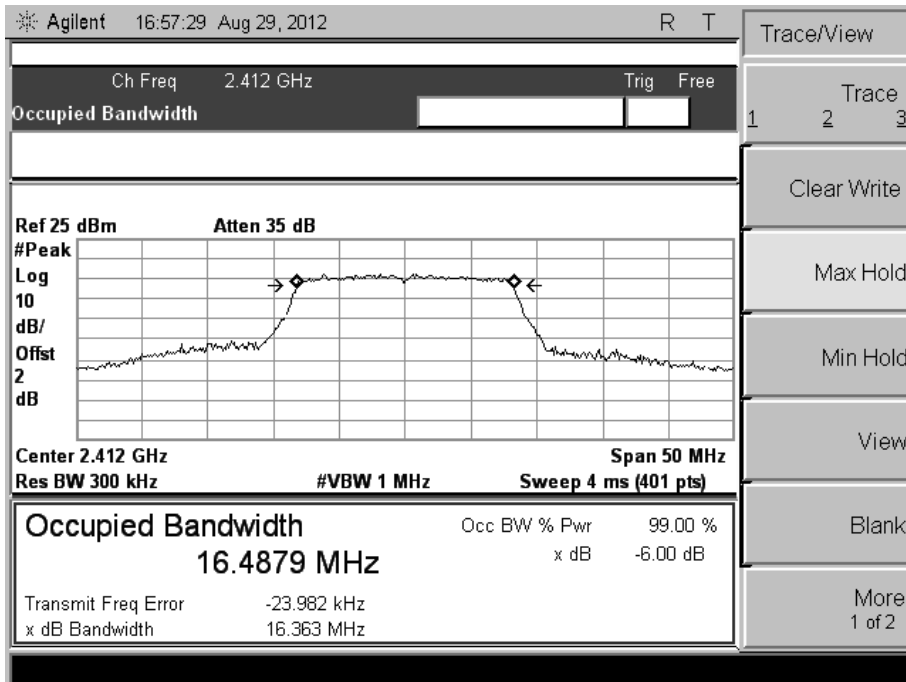 Agilent 16:57:29 Aug 29, 2012 R T
Ch Freq 2.412 GHz Trig Free
Occupied Bandwidth
Ref 25 dBm Atten 35 dB
#Peak
Log
10
dB/
Offst
2
dB
Center 2.412 GHz Span 50 MHz
Res BW 300 kHz #VBW 1 MHz Sweep 4 ms (401 pts)
Occupied Bandwidth Occ BW % Pwr 99.00 %
16.4879 MHz x dB -6.00 dB
Transmit Freq Error -23.982 kHz
x dB Bandwidth 16.363 MHz
Trace/View
Trace
1 2 3
Clear Write
Max Hold
Min Hold
View
Blank
More
1 of 2